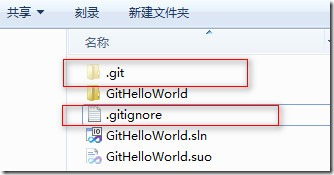 共享 刻录 新建文件夹
名称
.git
GitHelloWorld
.gitignore
GitHelloWorld.sln
GitHelloWorld.suo